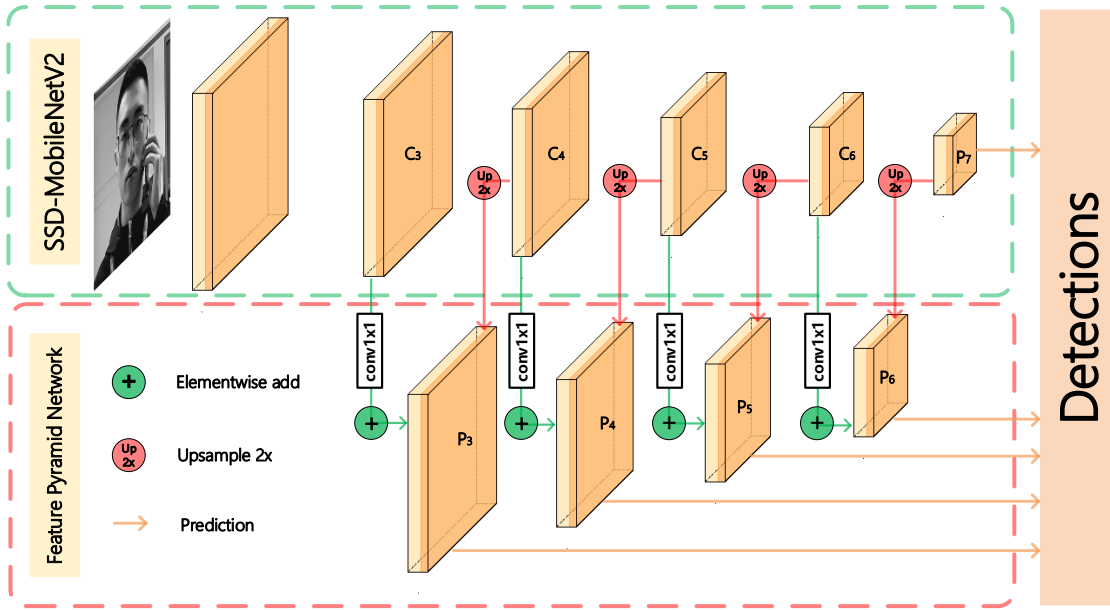 SSD-MobileNetV2
C3
C4
C5
C6
P7
Up
2x
Up
2x
Up
2x
Up
2x
Detections
Feature Pyramid Network
conv1x1
conv1x1
conv1x1
conv1x1
+
+
+
+
P3
P4
P5
P6
+ Elementwise add
Up
2x
Upsample 2x
Prediction